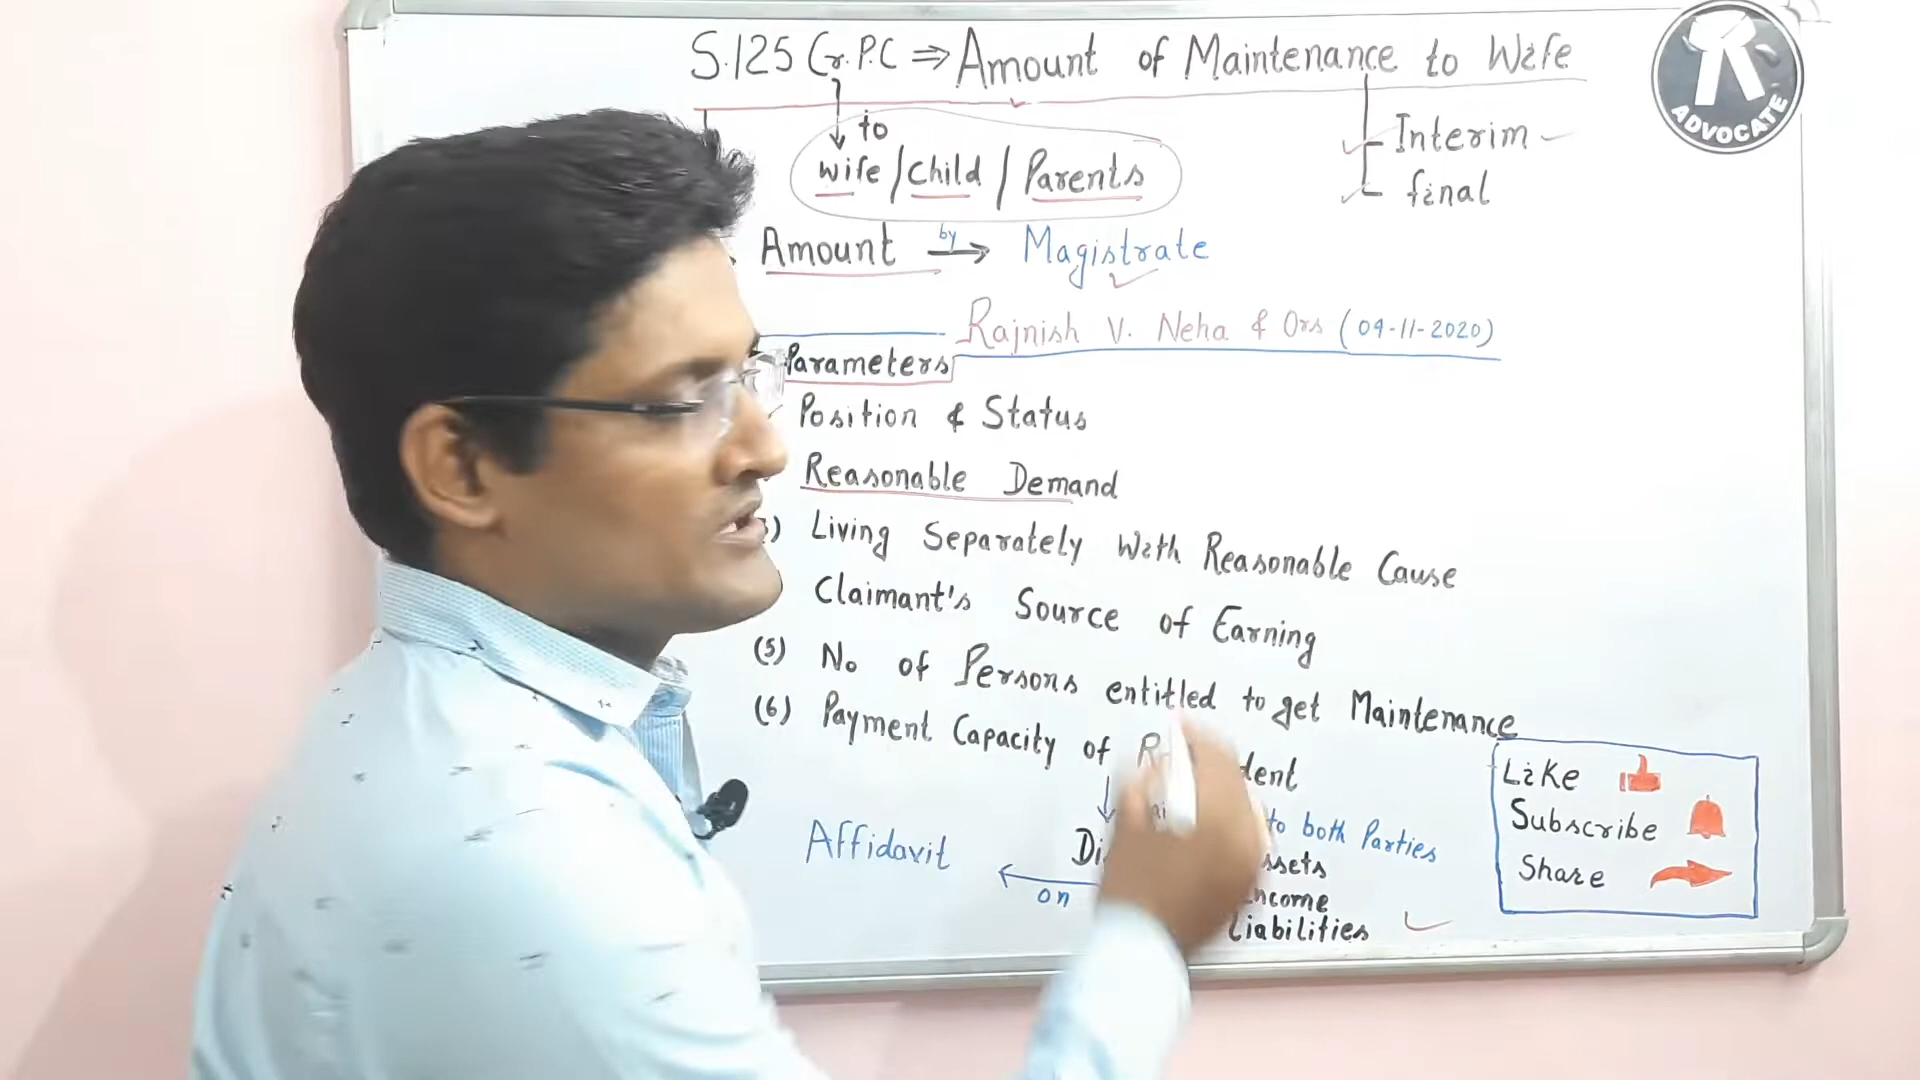 S.125 Cr.P.C ⇒ Amount of Maintenance to Wife
ADVOCATE
to
Wife / Child / Parents
Interim
final
Amount by → Magistrate
Rajnish V. Neha & Ors (04-11-2020)
Parameters
Position & Status
Reasonable Demand
Living Separately With Reasonable Cause
Claimant's Source of Earning
(5) No of Persons entitled to get Maintenance
(6) Payment Capacity of
to both Parties
Affidavit
on
Income
Liabilities
Like
Subscribe
Share